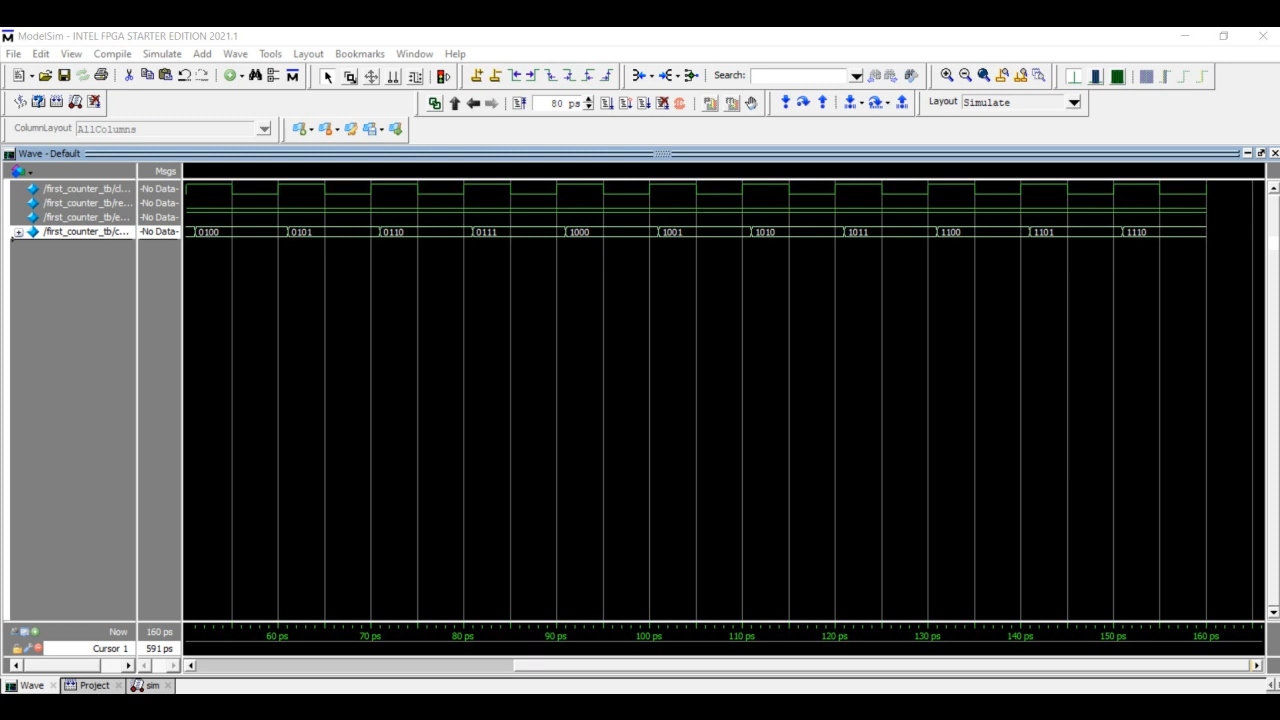 ModelSim - INTEL FPGA STARTER EDITION 2021.1
File Edit View Compile Simulate Add Wave Tools Layout Bookmarks Window Help
Search:
80 ps
Layout Simulate
ColumnLayout AllColumns
Wave - Default
Msgs
/first_counter_tb/cl... -No Data-
/first_counter_tb/re... -No Data-
/first_counter_tb/e... -No Data-
/first_counter_tb/c... -No Data- 0100 0101 0110 0111 1000 1001 1010 1011 1100 1101 1110
Now 160 ps 60 ps 70 ps 80 ps 90 ps 100 ps 110 ps 120 ps 130 ps 140 ps 150 ps 160 ps
Cursor 1 591 ps
Wave Project sim